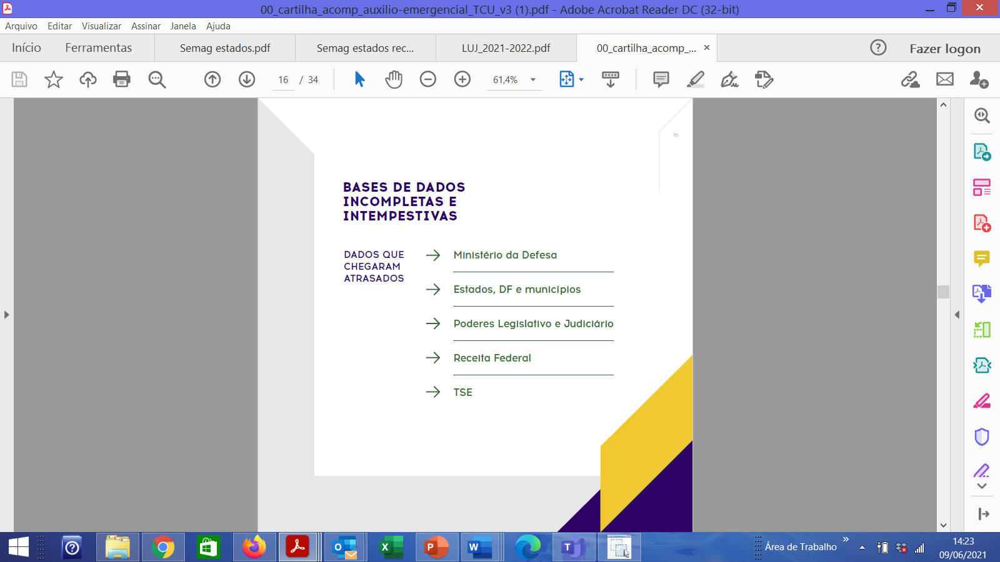 00_cartilha_acomp_auxilio-emergencial_TCU_v3 (1).pdf - Adobe Acrobat Reader DC (32-bit)
Arquivo Editar Visualizar Assinar Janela Ajuda
Início Ferramentas Semag estados.pdf Semag estados rec... LUJ_2021-2022.pdf 00_cartilha_acomp_... × Fazer logon
16 / 34 61,4%
16
BASES DE DADOS
INCOMPLETAS E
INTEMPESTIVAS
DADOS QUE
CHEGARAM
ATRASADOS
Ministério da Defesa
Estados, DF e municípios
Poderes Legislativo e Judiciário
Receita Federal
TSE
Área de Trabalho
14:23
09/06/2021